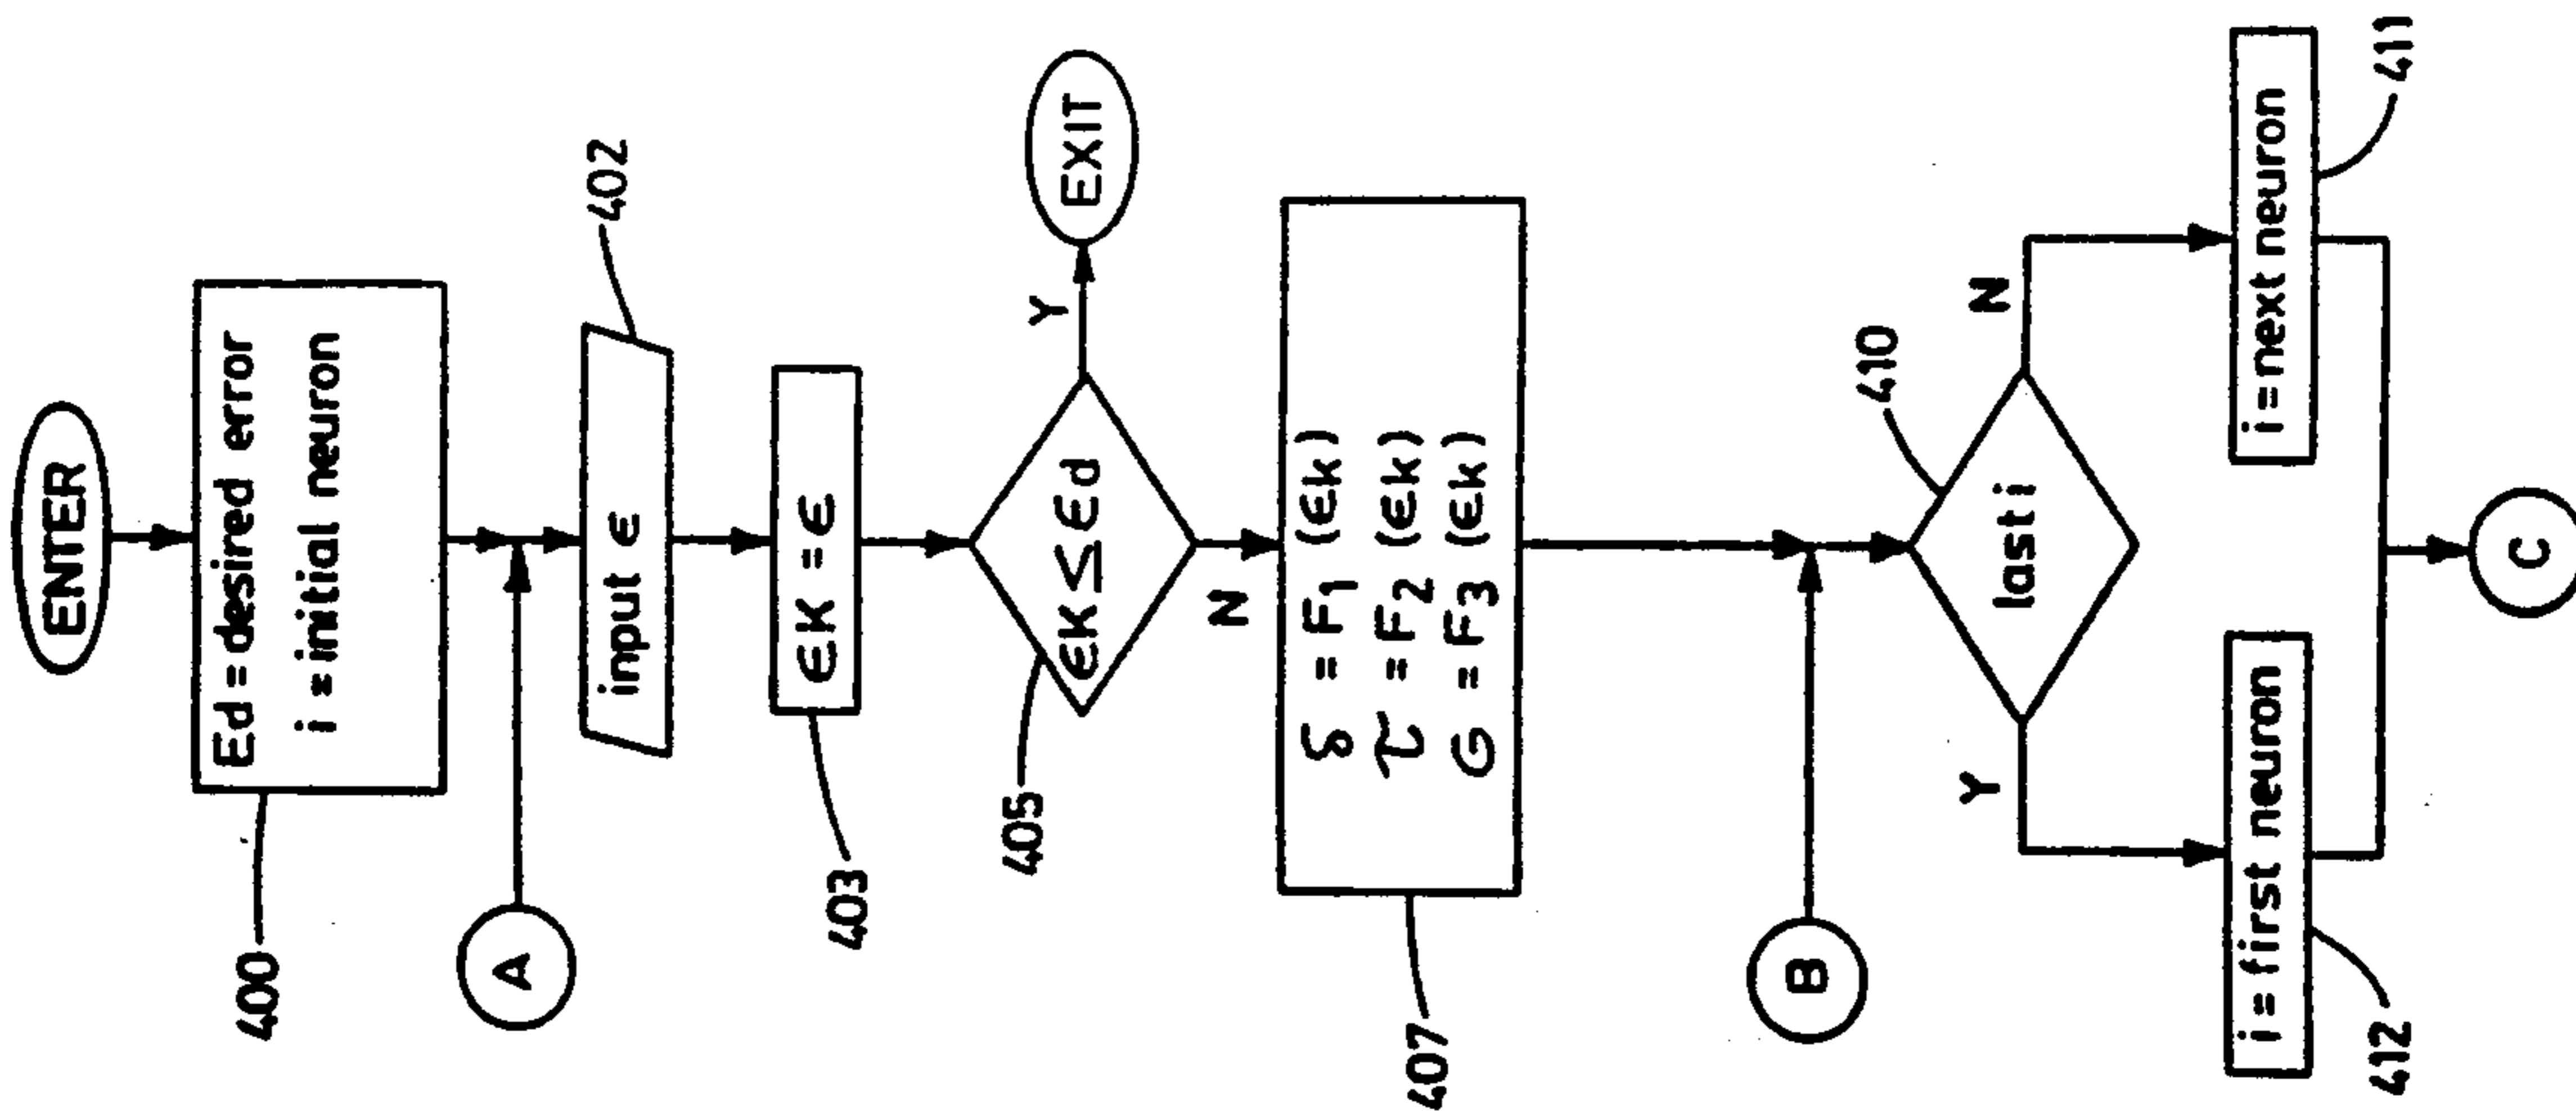 ENTER
Ed = desired error
i = initial neuron
400
A
input ϵ
402
ϵK = ϵ
403
ϵK ≤ ϵd
405
Y
EXIT
N
δ = F₁ (ϵk)
τ = F₂ (ϵk)
G = F₃ (ϵk)
407
B
last i
410
Y
N
i = first neuron
412
i = next neuron
411
C